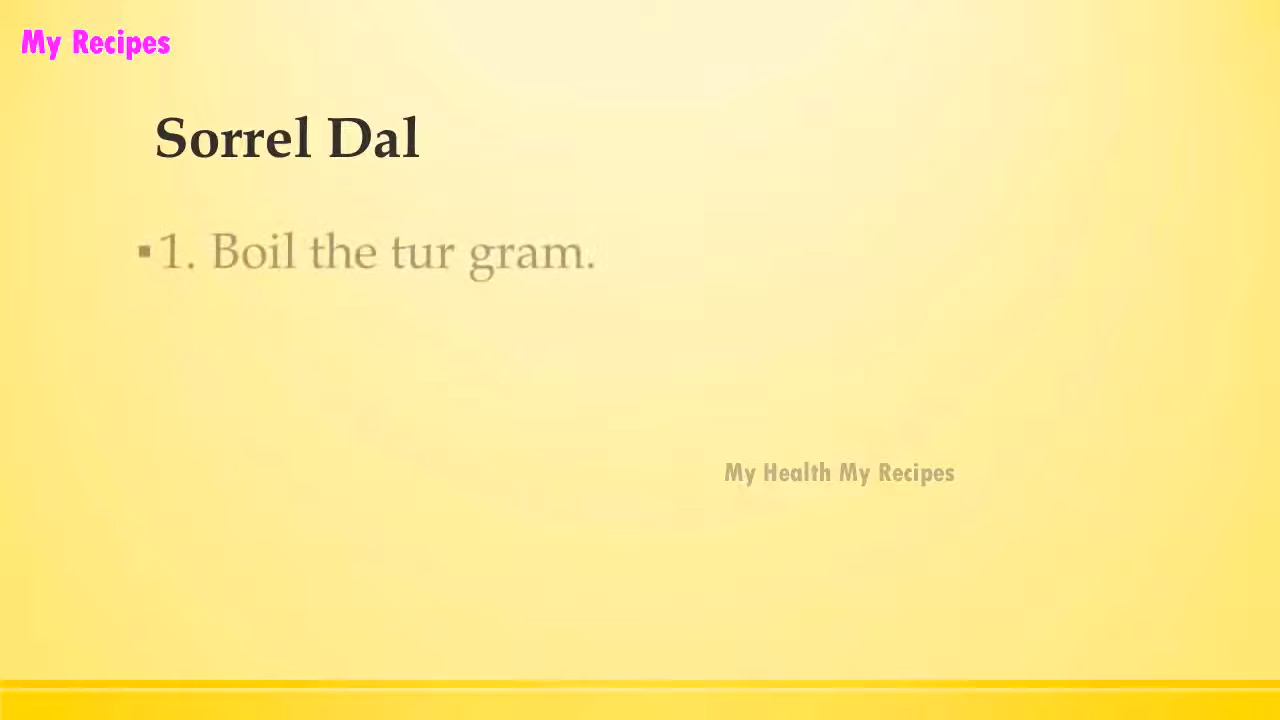 My Recipes
Sorrel Dal
▪1. Boil the tur gram.
My Health My Recipes